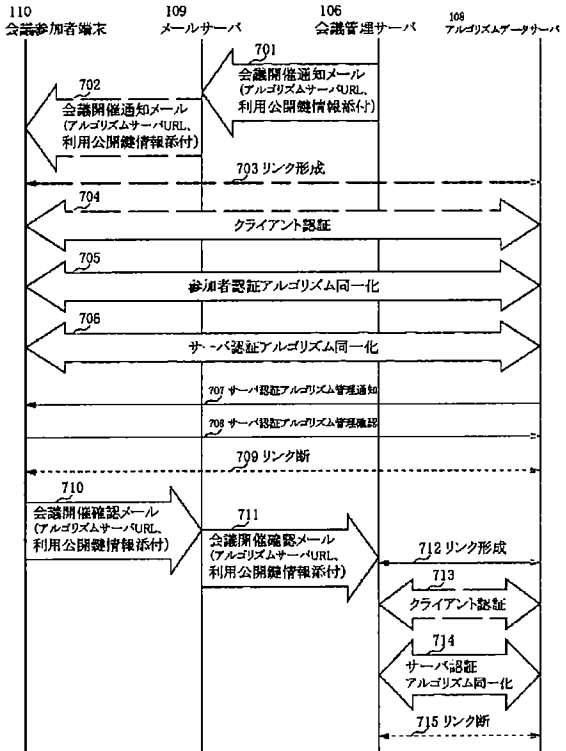 110
会議参加者端末
109
メールサーバ
106
会議管理サーバ
108
アルゴリズムデータサーバ
701
会議開催通知メール
(アルゴリズムサーバURL、
利用公開鍵情報添付)
702
会議開催通知メール
(アルゴリズムサーバURL、
利用公開鍵情報添付)
703 リンク形成
704
クライアント認証
705
参加者認証アルゴリズム同一化
706
サーバ認証アルゴリズム同一化
707 サーバ認証アルゴリズム管理通知
708 サーバ認証アルゴリズム管理確認
709 リンク断
710
会議開催確認メール
(アルゴリズムサーバURL、
利用公開鍵情報添付)
711
会議開催確認メール
(アルゴリズムサーバURL、
利用公開鍵情報添付)
712 リンク形成
713
クライアント認証
714
サーバ認証
アルゴリズム同一化
715 リンク断